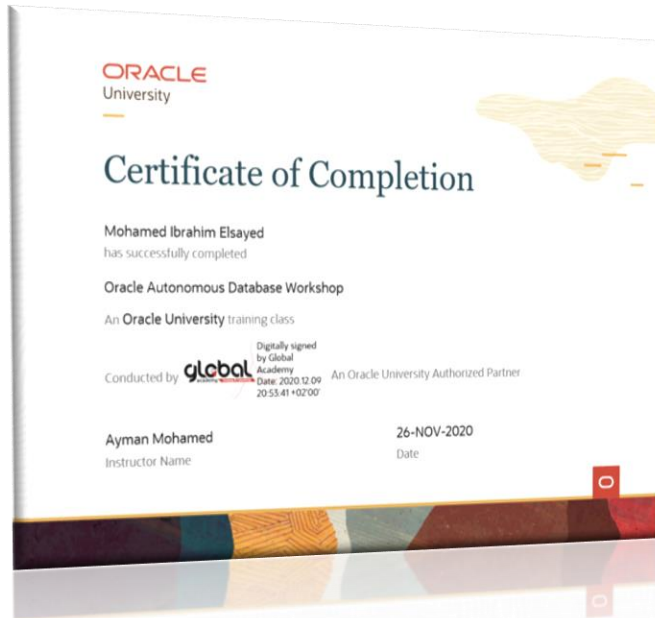 ORACLE
University
Certificate of Completion
Mohamed Ibrahim Elsayed
has successfully completed
Oracle Autonomous Database Workshop
An Oracle University training class
Conducted by global An Oracle University Authorized Partner
Digitally signed
by Global
Academy
Date: 2020.12.09
20:53:41 +02'00'
Ayman Mohamed
Instructor Name
26-NOV-2020
Date